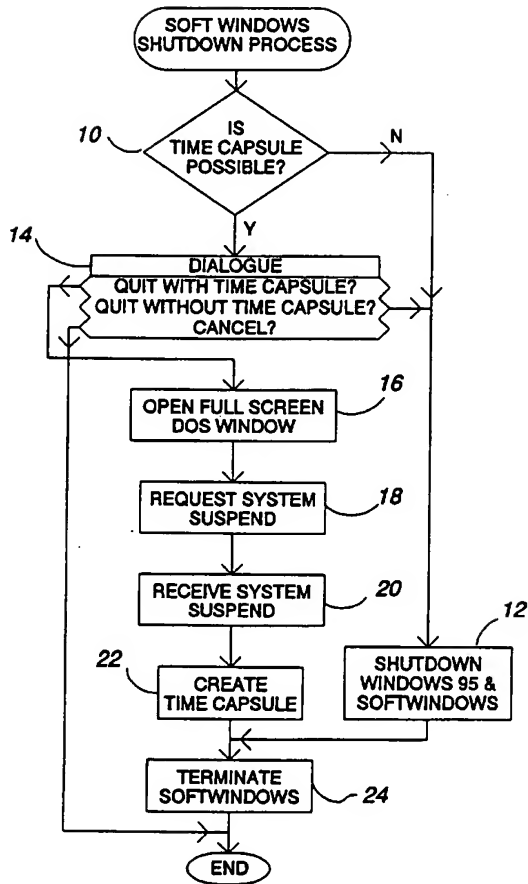 SOFT WINDOWS
SHUTDOWN PROCESS
10
IS
TIME CAPSULE
POSSIBLE?
N
Y
14
DIALOGUE
QUIT WITH TIME CAPSULE?
QUIT WITHOUT TIME CAPSULE?
CANCEL?
16
OPEN FULL SCREEN
DOS WINDOW
18
REQUEST SYSTEM
SUSPEND
20
RECEIVE SYSTEM
SUSPEND
12
SHUTDOWN
WINDOWS 95 &
SOFTWINDOWS
22
CREATE
TIME CAPSULE
TERMINATE
SOFTWINDOWS
24
END